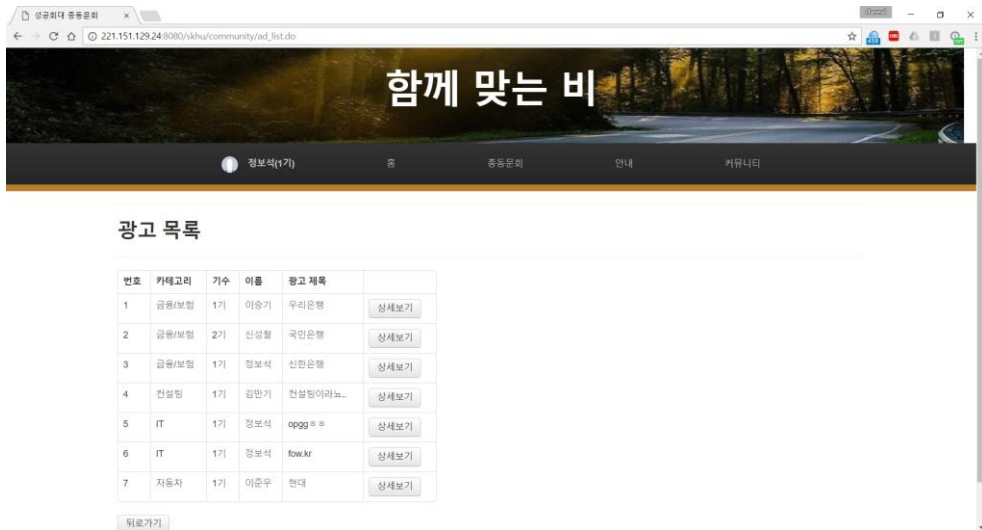 성공회대 총동문회
221.151.129.24:8080/skhu/community/ad_list.do
함께 맞는 비
정보석(1기) 홈 총동문회 안내 커뮤니티
광고 목록
번호 카테고리 기수 이름 광고 제목
1 금융/보험 1기 이승기 우리은행 상세보기
2 금융/보험 2기 신성철 국민은행 상세보기
3 금융/보험 1기 정보석 신한은행 상세보기
4 컨설팅 1기 김만기 컨설팅이라뇨... 상세보기
5 IT 1기 정보석 opggㅎㅎ 상세보기
6 IT 1기 정보석 fow.kr 상세보기
7 자동차 1기 이준우 현대 상세보기
뒤로가기